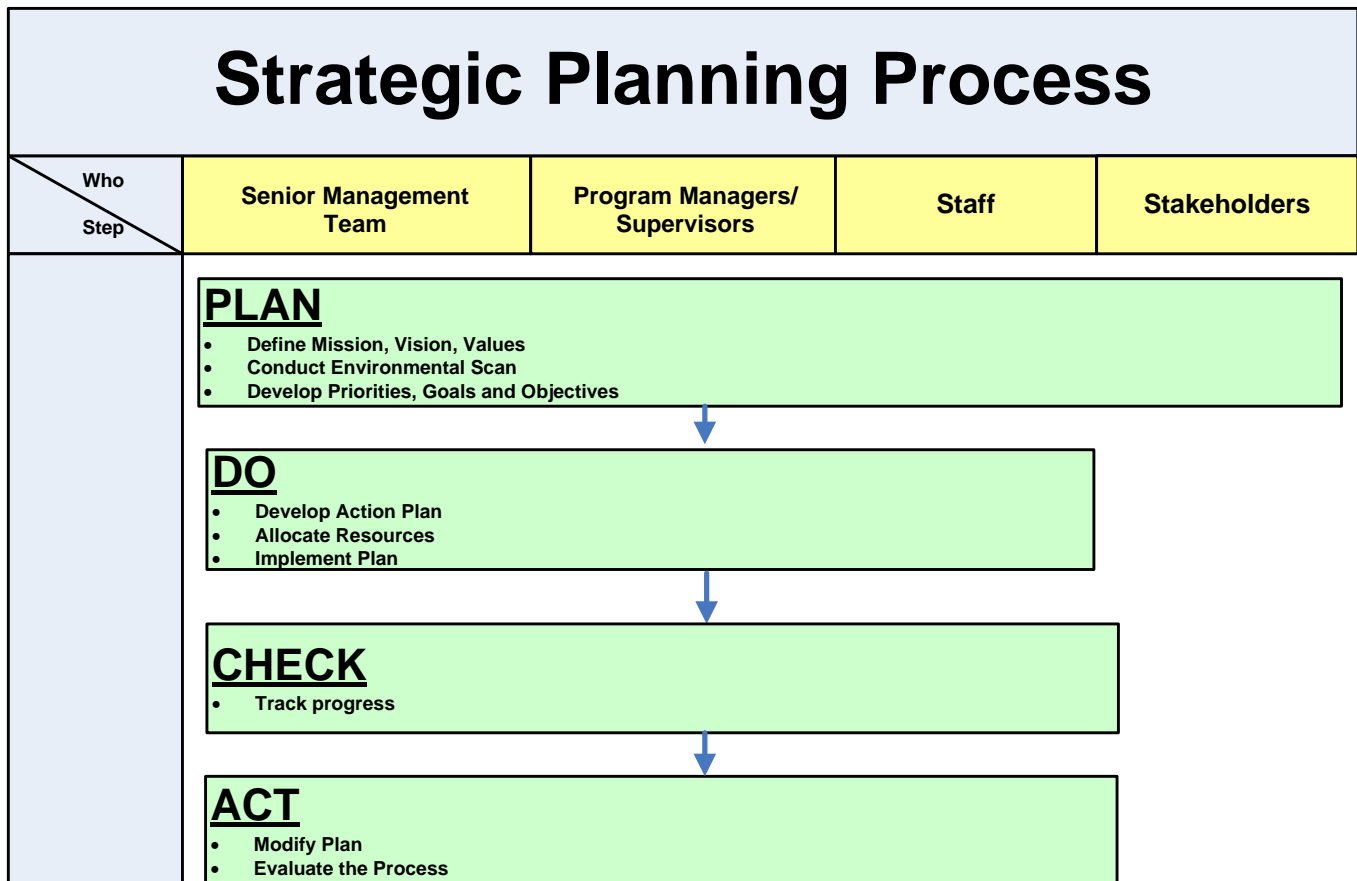 Strategic Planning Process
Who
Step
Senior Management
Team
Program Managers/
Supervisors
Staff
Stakeholders
PLAN
• Define Mission, Vision, Values
• Conduct Environmental Scan
• Develop Priorities, Goals and Objectives
DO
• Develop Action Plan
• Allocate Resources
• Implement Plan
CHECK
• Track progress
ACT
• Modify Plan
• Evaluate the Process